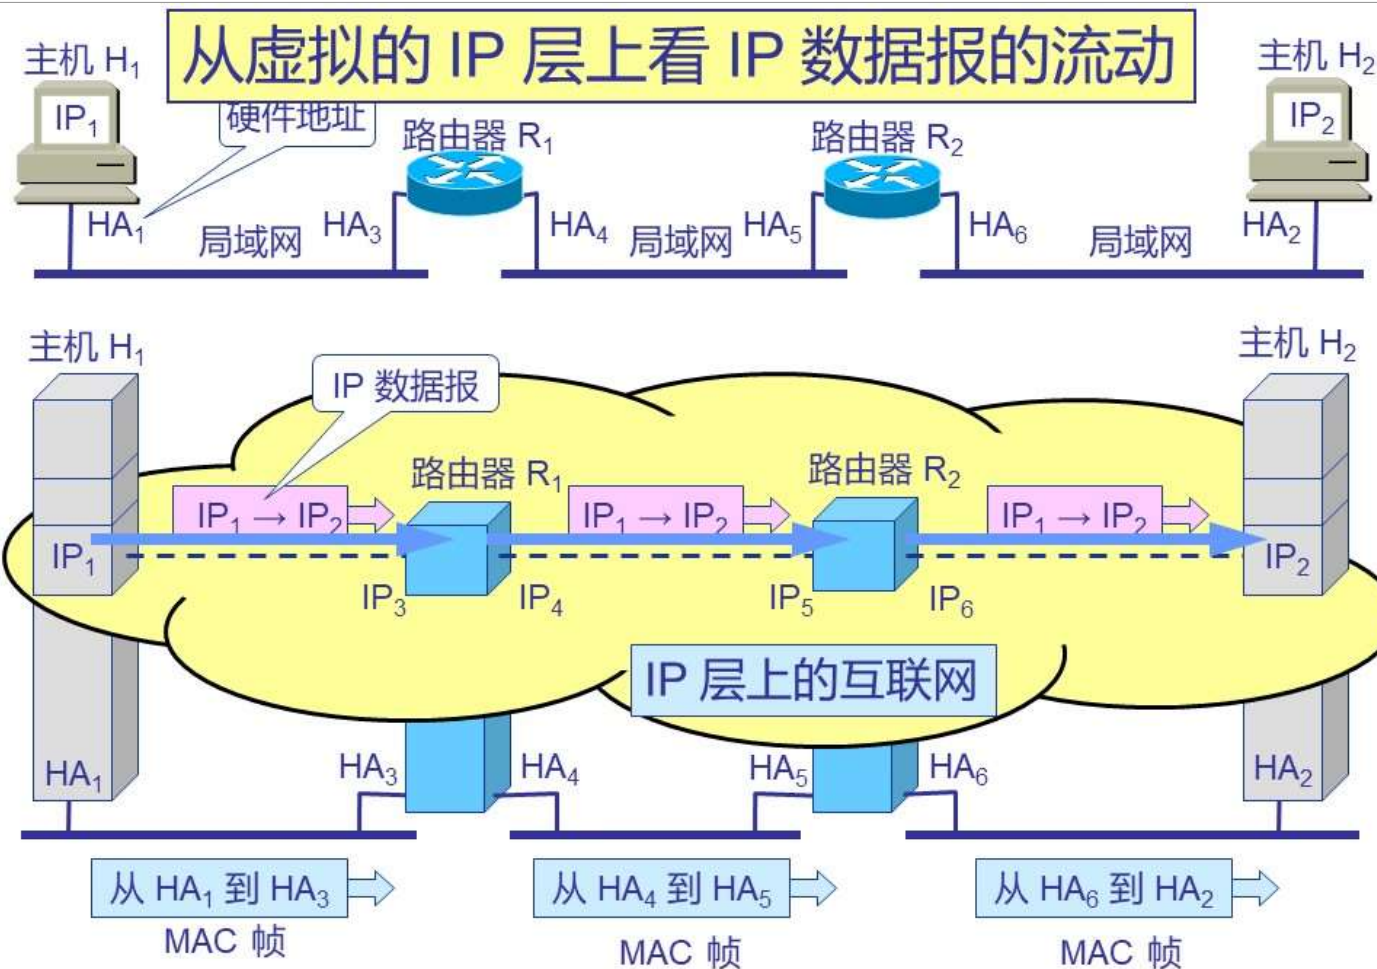 从虚拟的 IP 层上看 IP 数据报的流动
主机 H₁
主机 H₂
IP₁
硬件地址
路由器 R₁
路由器 R₂
IP₂
HA₁
局域网
HA₃
HA₄
局域网
HA₅
HA₆
局域网
HA₂
主机 H₁
主机 H₂
IP 数据报
路由器 R₁
路由器 R₂
IP₁ → IP₂
IP₁ → IP₂
IP₁ → IP₂
IP₁
IP₂
IP₃
IP₄
IP₅
IP₆
IP 层上的互联网
HA₁
HA₃
HA₄
HA₅
HA₆
HA₂
从 HA₁ 到 HA₃
从 HA₄ 到 HA₅
从 HA₆ 到 HA₂
MAC 帧
MAC 帧
MAC 帧